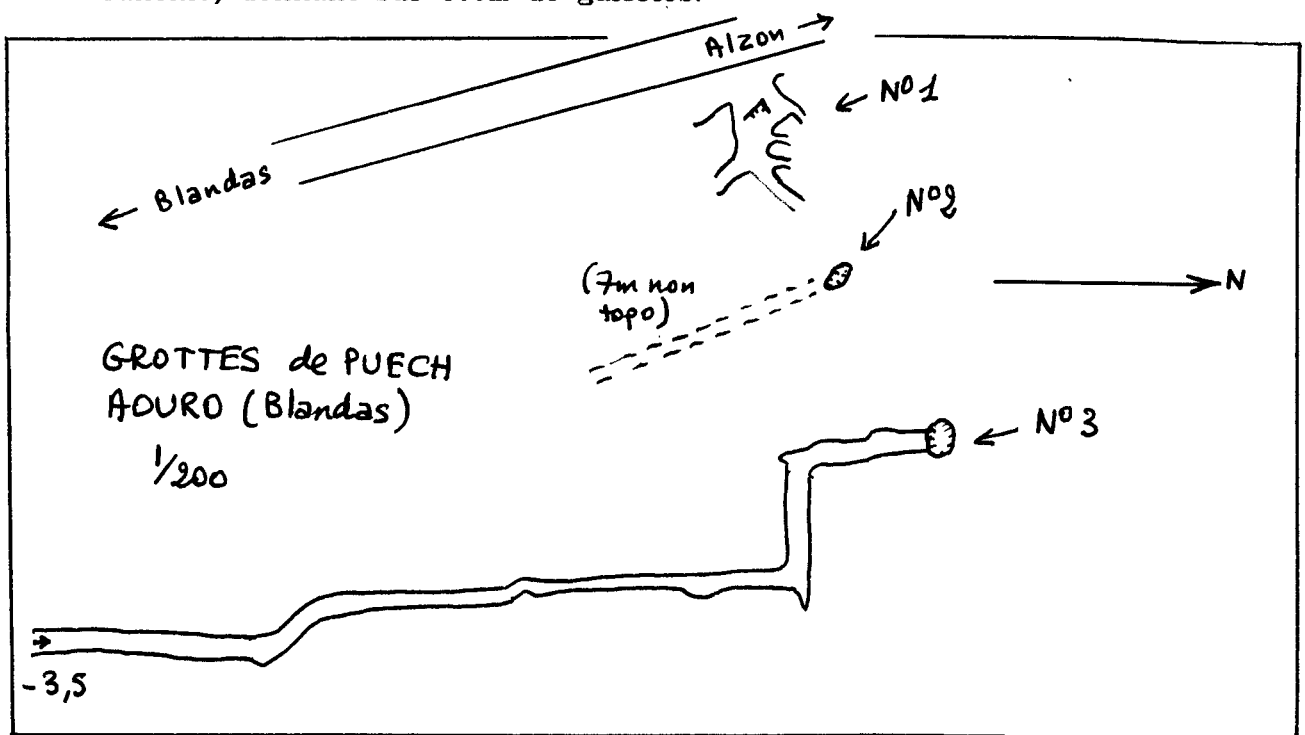 Alzon →
N°1
← Blandas
N°2
(7m non
topo)
N
GROTTES de PUECH
AOURO (Blandas)
1/200
N°3
-3,5